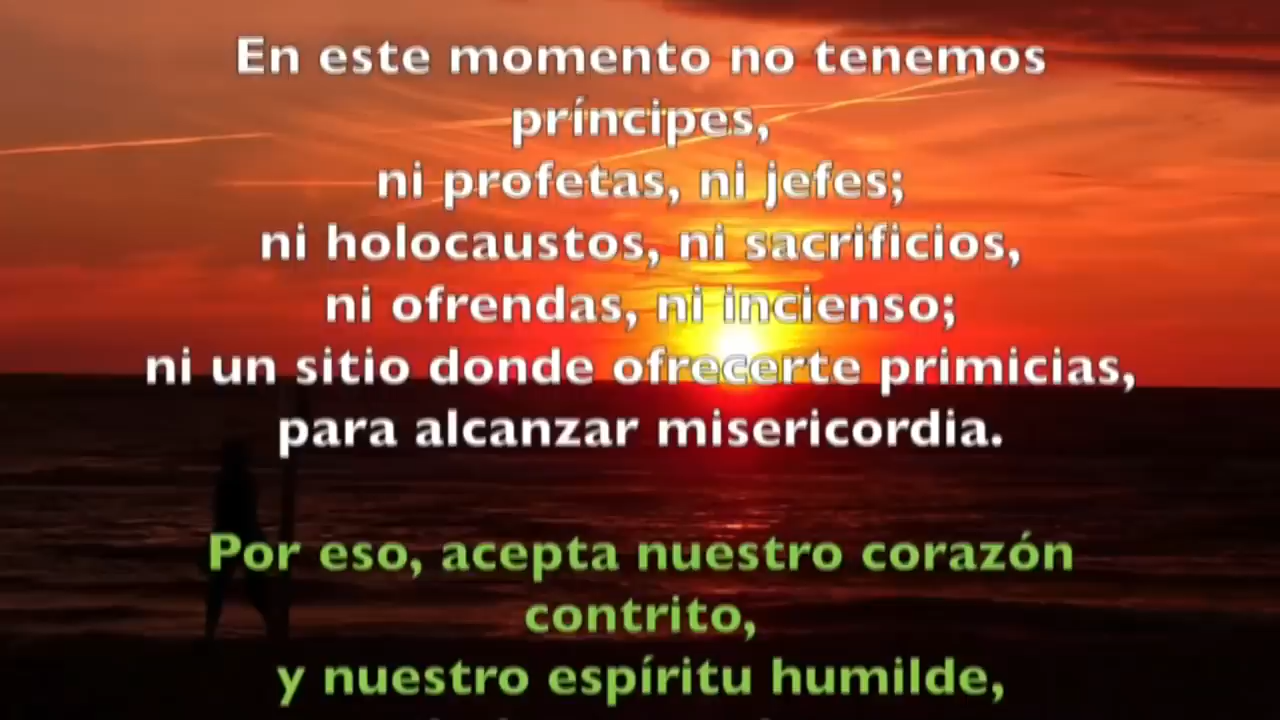 En este momento no tenemos
príncipes,
ni profetas, ni jefes;
ni holocaustos, ni sacrificios,
ni ofrendas, ni incienso;
ni un sitio donde ofrecerte primicias,
para alcanzar misericordia.
Por eso, acepta nuestro corazón
contrito,
y nuestro espíritu humilde,